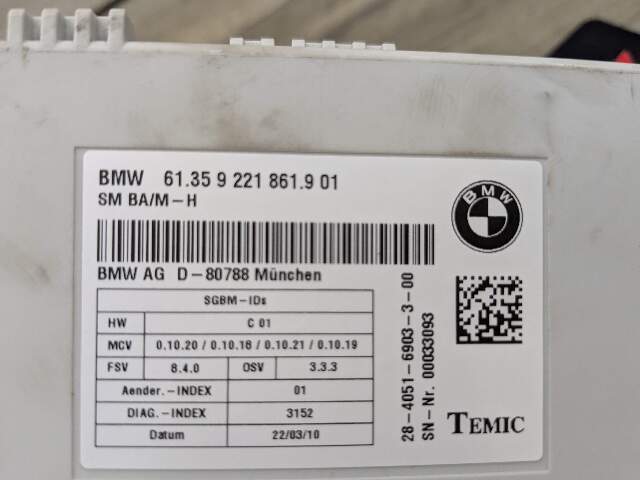 BMW 61.35 9 221 861.9 01
SM BA/M-H
BMW
BMW AG D-80788 München
SGBM-IDs
HW C 01
MCV 0.10.20 / 0.10.16 / 0.10.21 / 0.10.19
FSV 8.4.0 OSV 3.3.3
Aender.-INDEX 01
DIAG.-INDEX 3152
Datum 22/03/10
28-4051-6903-3-00
SN-Nr. 00033093
TEMIC